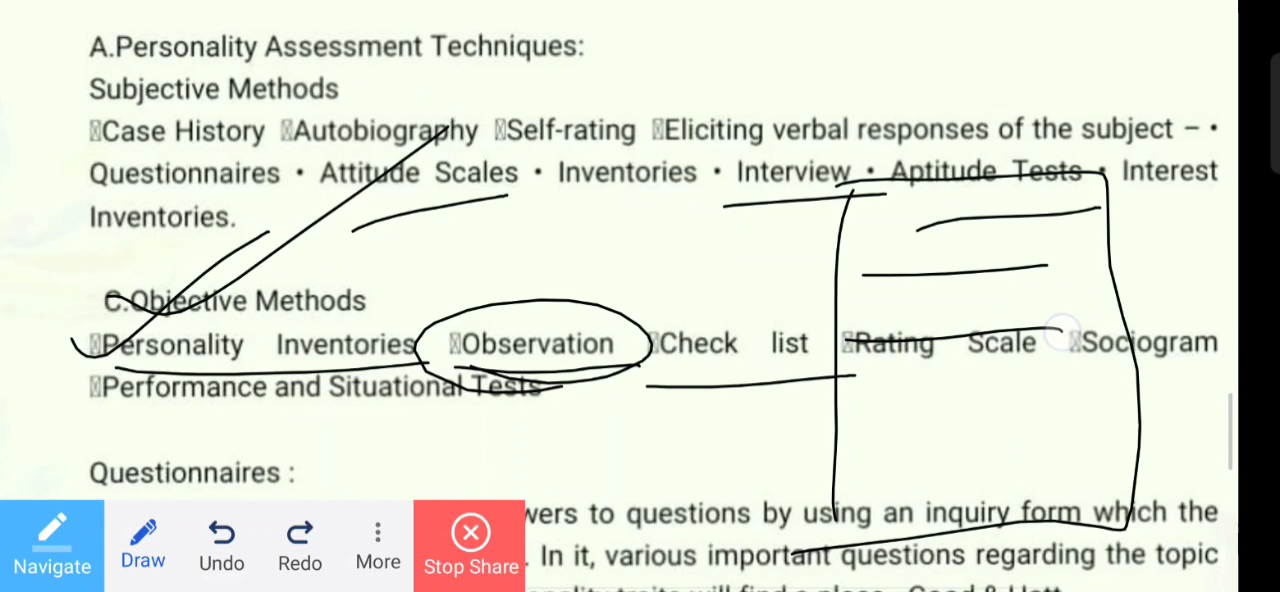 A.Personality Assessment Techniques:
Subjective Methods
Case History Autobiography Self-rating Eliciting verbal responses of the subject – •
Questionnaires • Attitude Scales • Inventories • Interview • Aptitude Tests • Interest
Inventories.
C.Objective Methods
Personality Inventories Observation Check list Rating Scale Sociogram
Performance and Situational Tests
Questionnaires :
to questions by using an inquiry form which the
. In it, various important questions regarding the topic
Navigate Draw Undo Redo More Stop Share